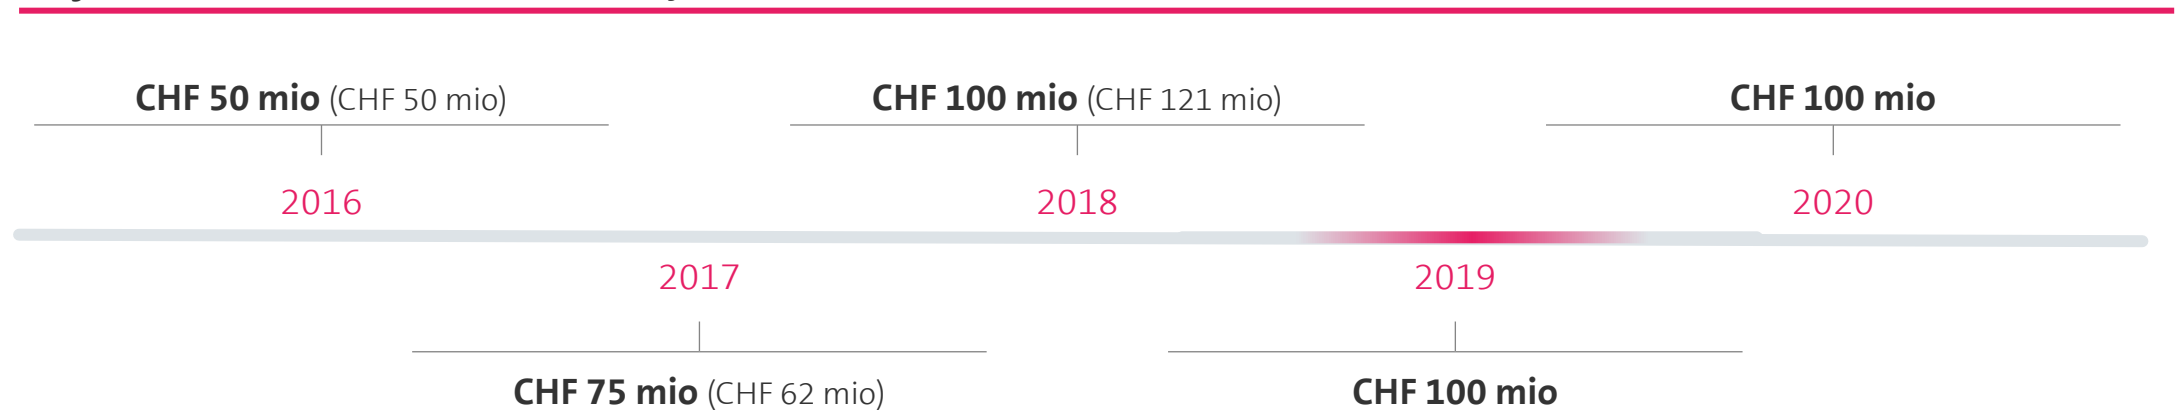 CHF 50 mio (CHF 50 mio)
CHF 100 mio (CHF 121 mio)
CHF 100 mio
2016
2018
2020
2017
2019
CHF 75 mio (CHF 62 mio)
CHF 100 mio